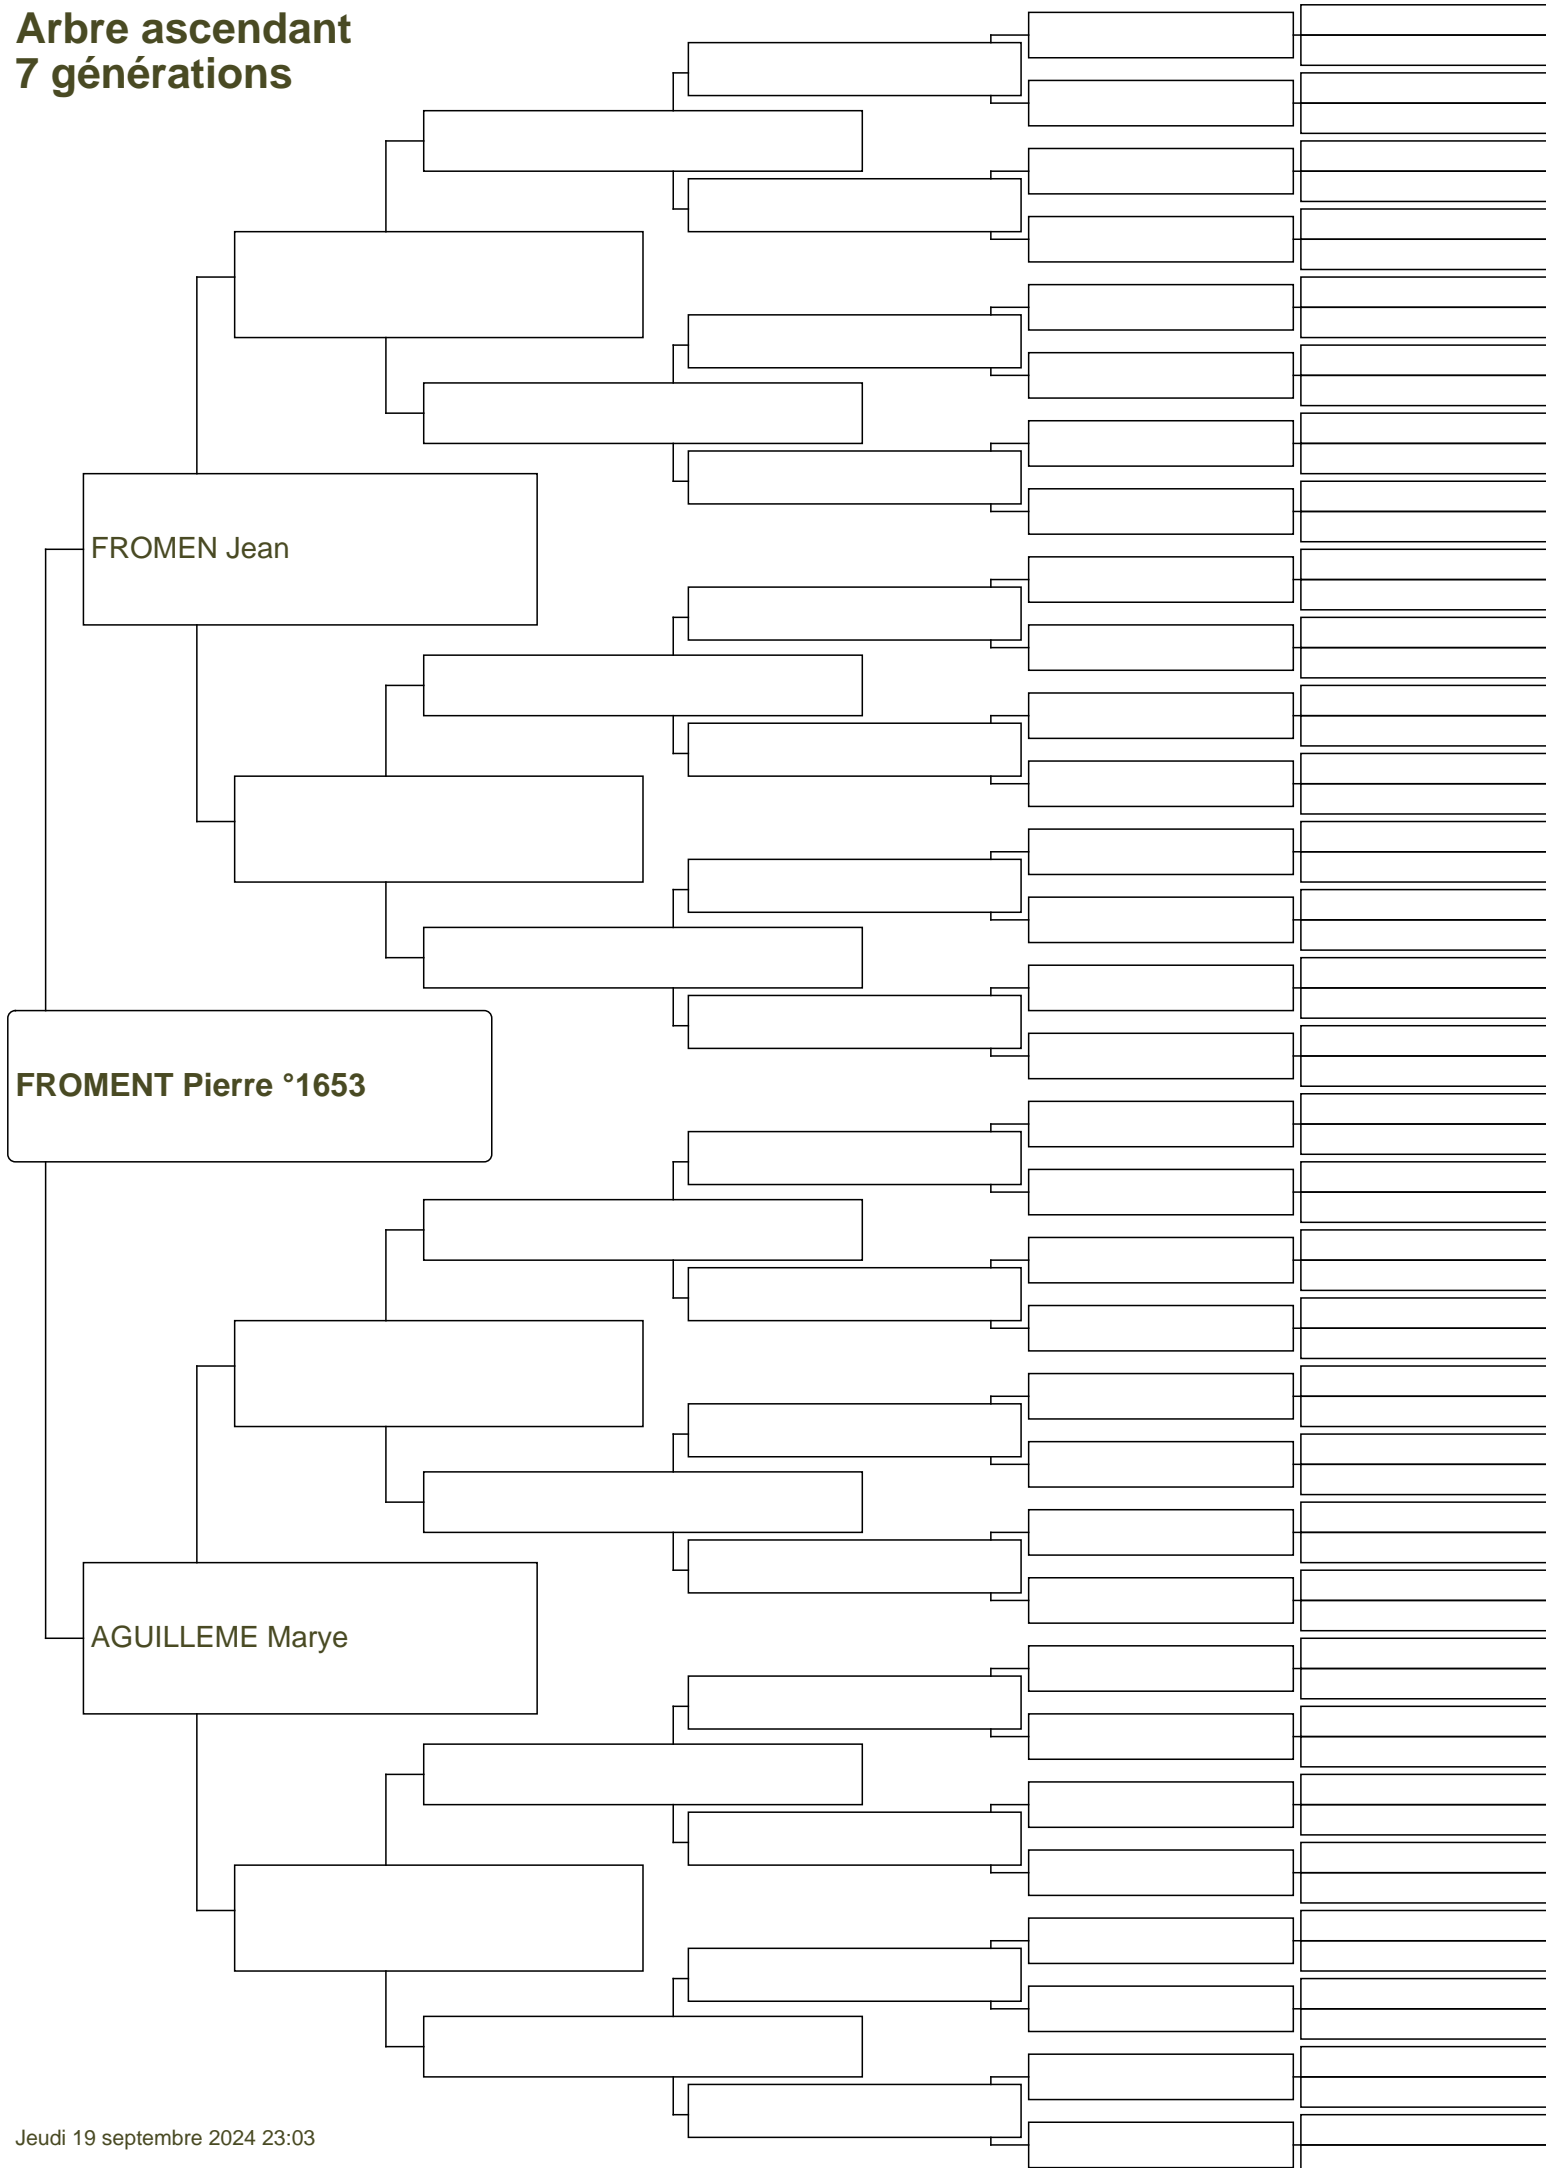 Arbre ascendant
7 générations
FROMEN Jean
FROMENT Pierre °1653
AGUILLEME Marye
Jeudi 19 septembre 2024 23:03